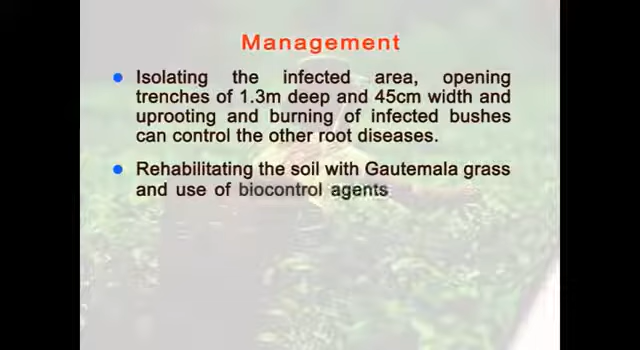 Management
Isolating the infected area, opening
trenches of 1.3m deep and 45cm width and
uprooting and burning of infected bushes
can control the other root diseases.
Rehabilitating the soil with Gautemala grass
and use of biocontrol agents